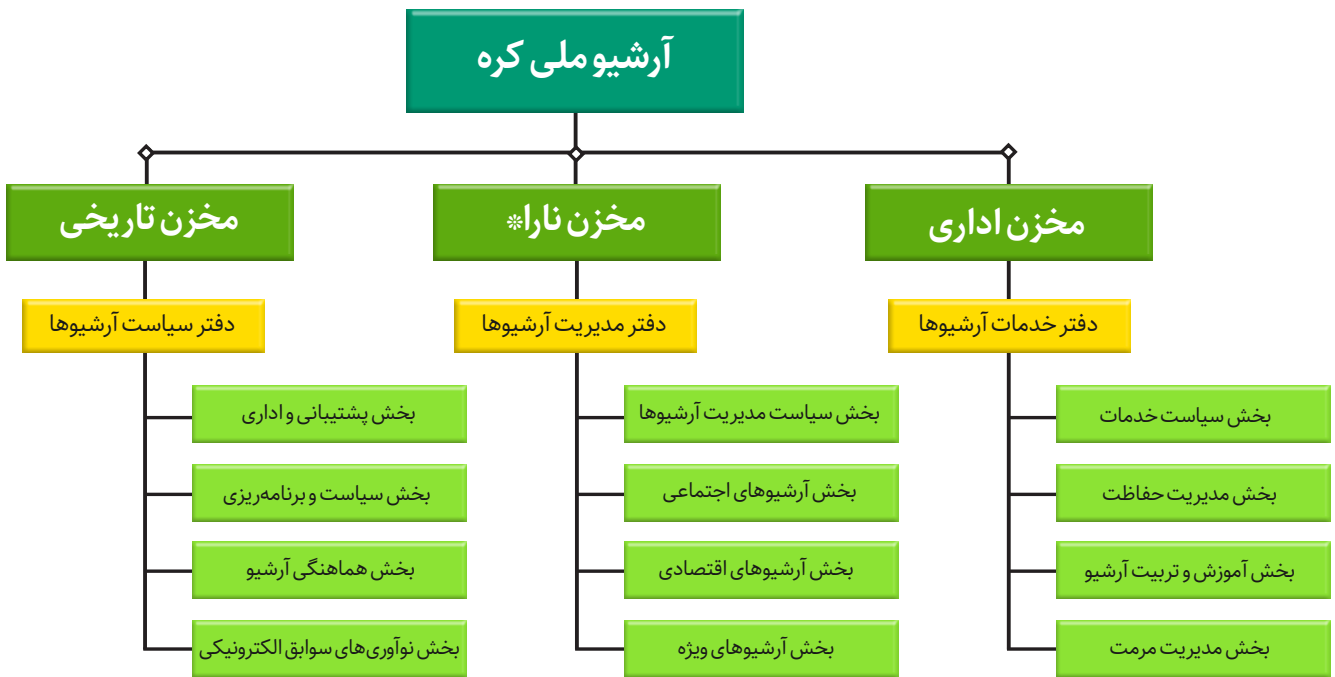 آرشیو ملی کره
مخزن اداری
مخزن نارا*
مخزن تاریخی
دفتر خدمات آرشیوها
دفتر مدیریت آرشیوها
دفتر سیاست آرشیوها
بخش سیاست خدمات
بخش مدیریت حفاظت
بخش آموزش و تربیت آرشیو
بخش مدیریت مرمت
بخش سیاست مدیریت آرشیوها
بخش آرشیوهای اجتماعی
بخش آرشیوهای اقتصادی
بخش آرشیوهای ویژه
بخش پشتیبانی و اداری
بخش سیاست و برنامه‌ریزی
بخش هماهنگی آرشیو
بخش نوآوری‌های سوابق الکترونیکی